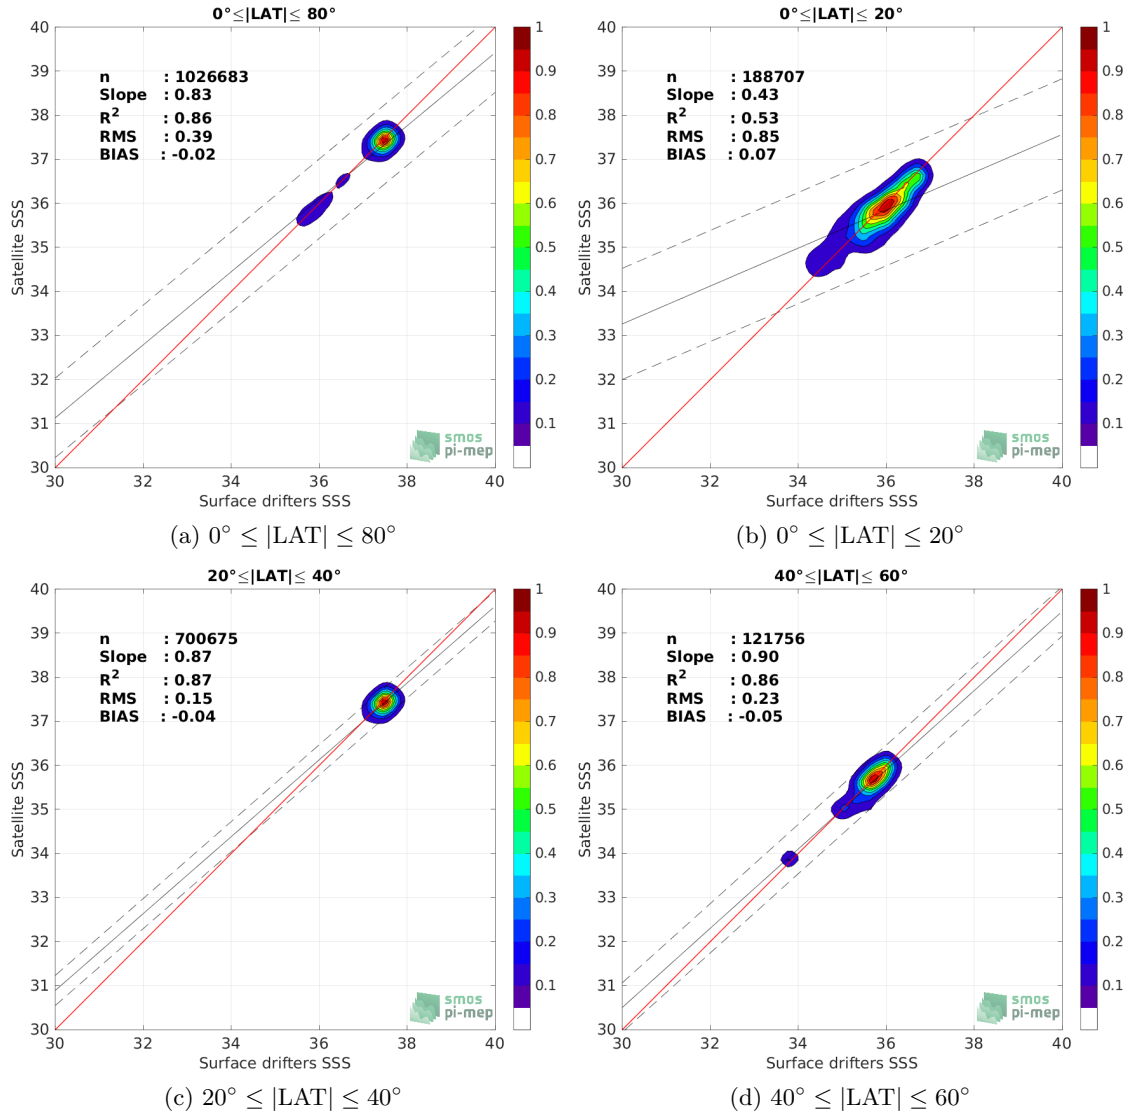 0°≤|LAT|≤ 80°
40
39
38
37
36
35
34
33
32
31
30
Satellite SSS
n : 1026683
Slope : 0.83
R² : 0.86
RMS : 0.39
BIAS : -0.02
smos
pi-mep
30 32 34 36 38 40
Surface drifters SSS
1
0.9
0.8
0.7
0.6
0.5
0.4
0.3
0.2
0.1
(a) 0° ≤ |LAT| ≤ 80°
0°≤|LAT|≤ 20°
40
39
38
37
36
35
34
33
32
31
30
Satellite SSS
n : 188707
Slope : 0.43
R² : 0.53
RMS : 0.85
BIAS : 0.07
smos
pi-mep
30 32 34 36 38 40
Surface drifters SSS
1
0.9
0.8
0.7
0.6
0.5
0.4
0.3
0.2
0.1
(b) 0° ≤ |LAT| ≤ 20°
20°≤|LAT|≤ 40°
40
39
38
37
36
35
34
33
32
31
30
Satellite SSS
n : 700675
Slope : 0.87
R² : 0.87
RMS : 0.15
BIAS : -0.04
smos
pi-mep
30 32 34 36 38 40
Surface drifters SSS
1
0.9
0.8
0.7
0.6
0.5
0.4
0.3
0.2
0.1
(c) 20° ≤ |LAT| ≤ 40°
40°≤|LAT|≤ 60°
40
39
38
37
36
35
34
33
32
31
30
Satellite SSS
n : 121756
Slope : 0.90
R² : 0.86
RMS : 0.23
BIAS : -0.05
smos
pi-mep
30 32 34 36 38 40
Surface drifters SSS
1
0.9
0.8
0.7
0.6
0.5
0.4
0.3
0.2
0.1
(d) 40° ≤ |LAT| ≤ 60°